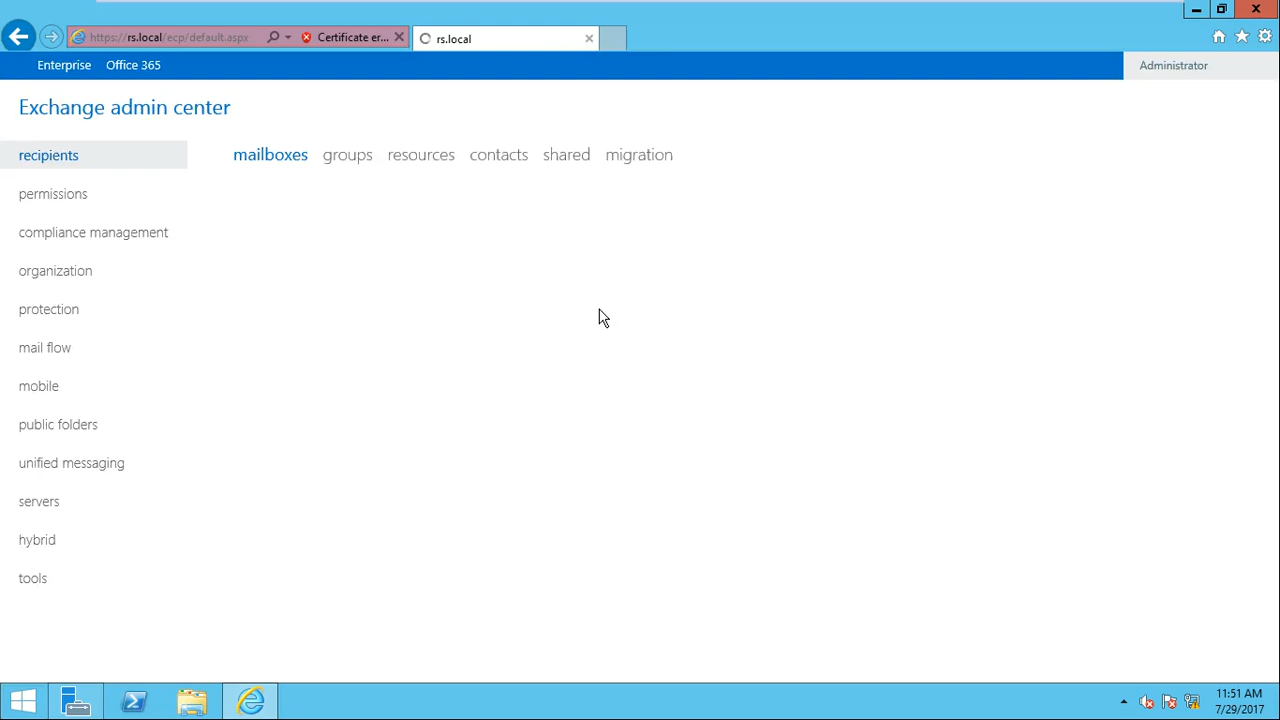 https://rs.local/ecp/default.aspx
Certificate er...
rs.local
Enterprise
Office 365
Administrator
Exchange admin center
recipients
mailboxes
groups
resources
contacts
shared
migration
permissions
compliance management
organization
protection
mail flow
mobile
public folders
unified messaging
servers
hybrid
tools
11:51 AM
7/29/2017